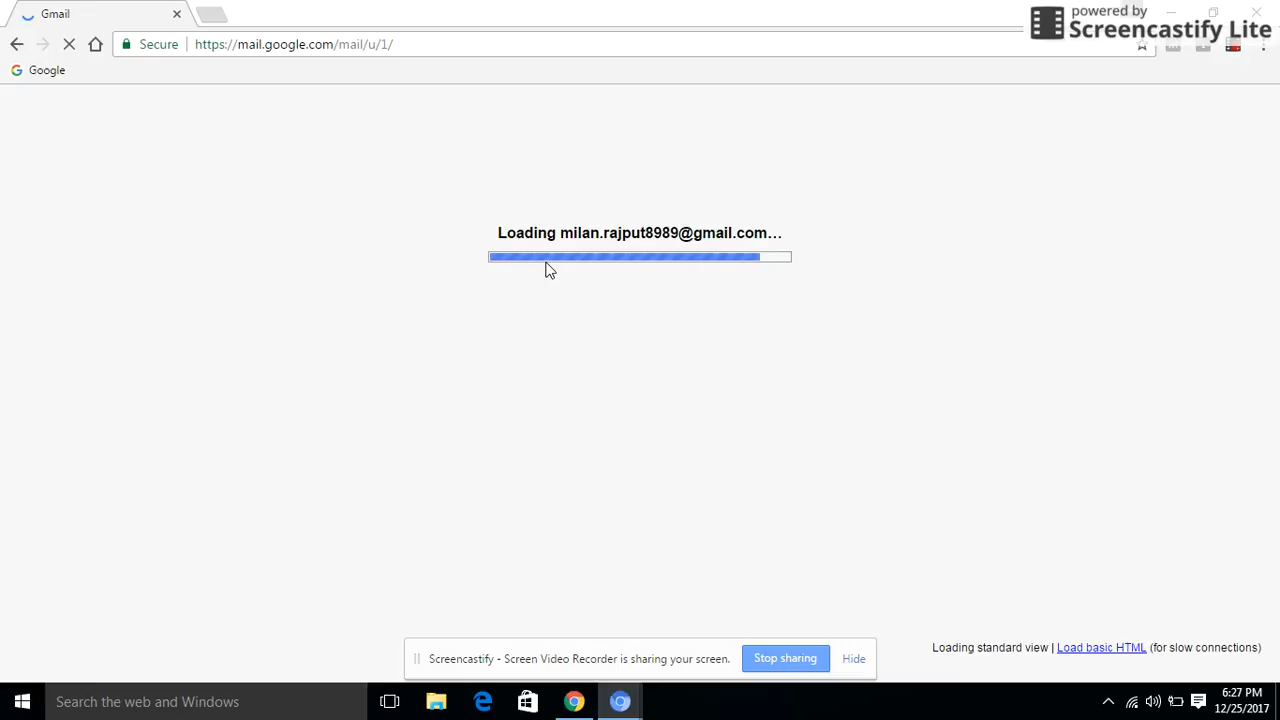 Gmail
powered by
Screencastify Lite
Secure
https://mail.google.com/mail/u/1/
Google
Loading milan.rajput8989@gmail.com...
Loading standard view | Load basic HTML (for slow connections)
Screencastify - Screen Video Recorder is sharing your screen.
Stop sharing
Hide
Search the web and Windows
6:27 PM
12/25/2017